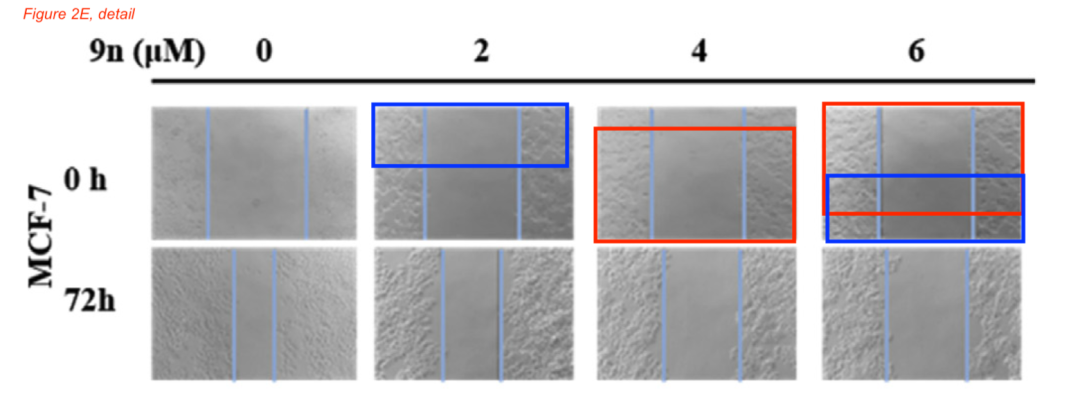 Figure 2E, detail
9n (μM) 0 2 4 6
MCF-7
0 h
72h